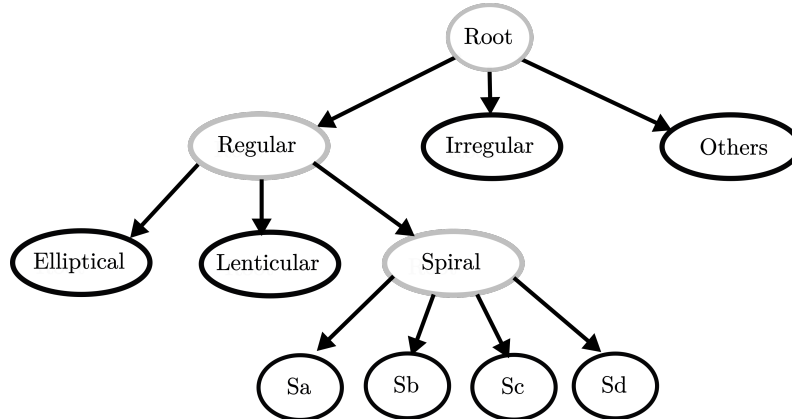 Root
Regular
Irregular
Others
Elliptical
Lenticular
Spiral
Sa
Sb
Sc
Sd